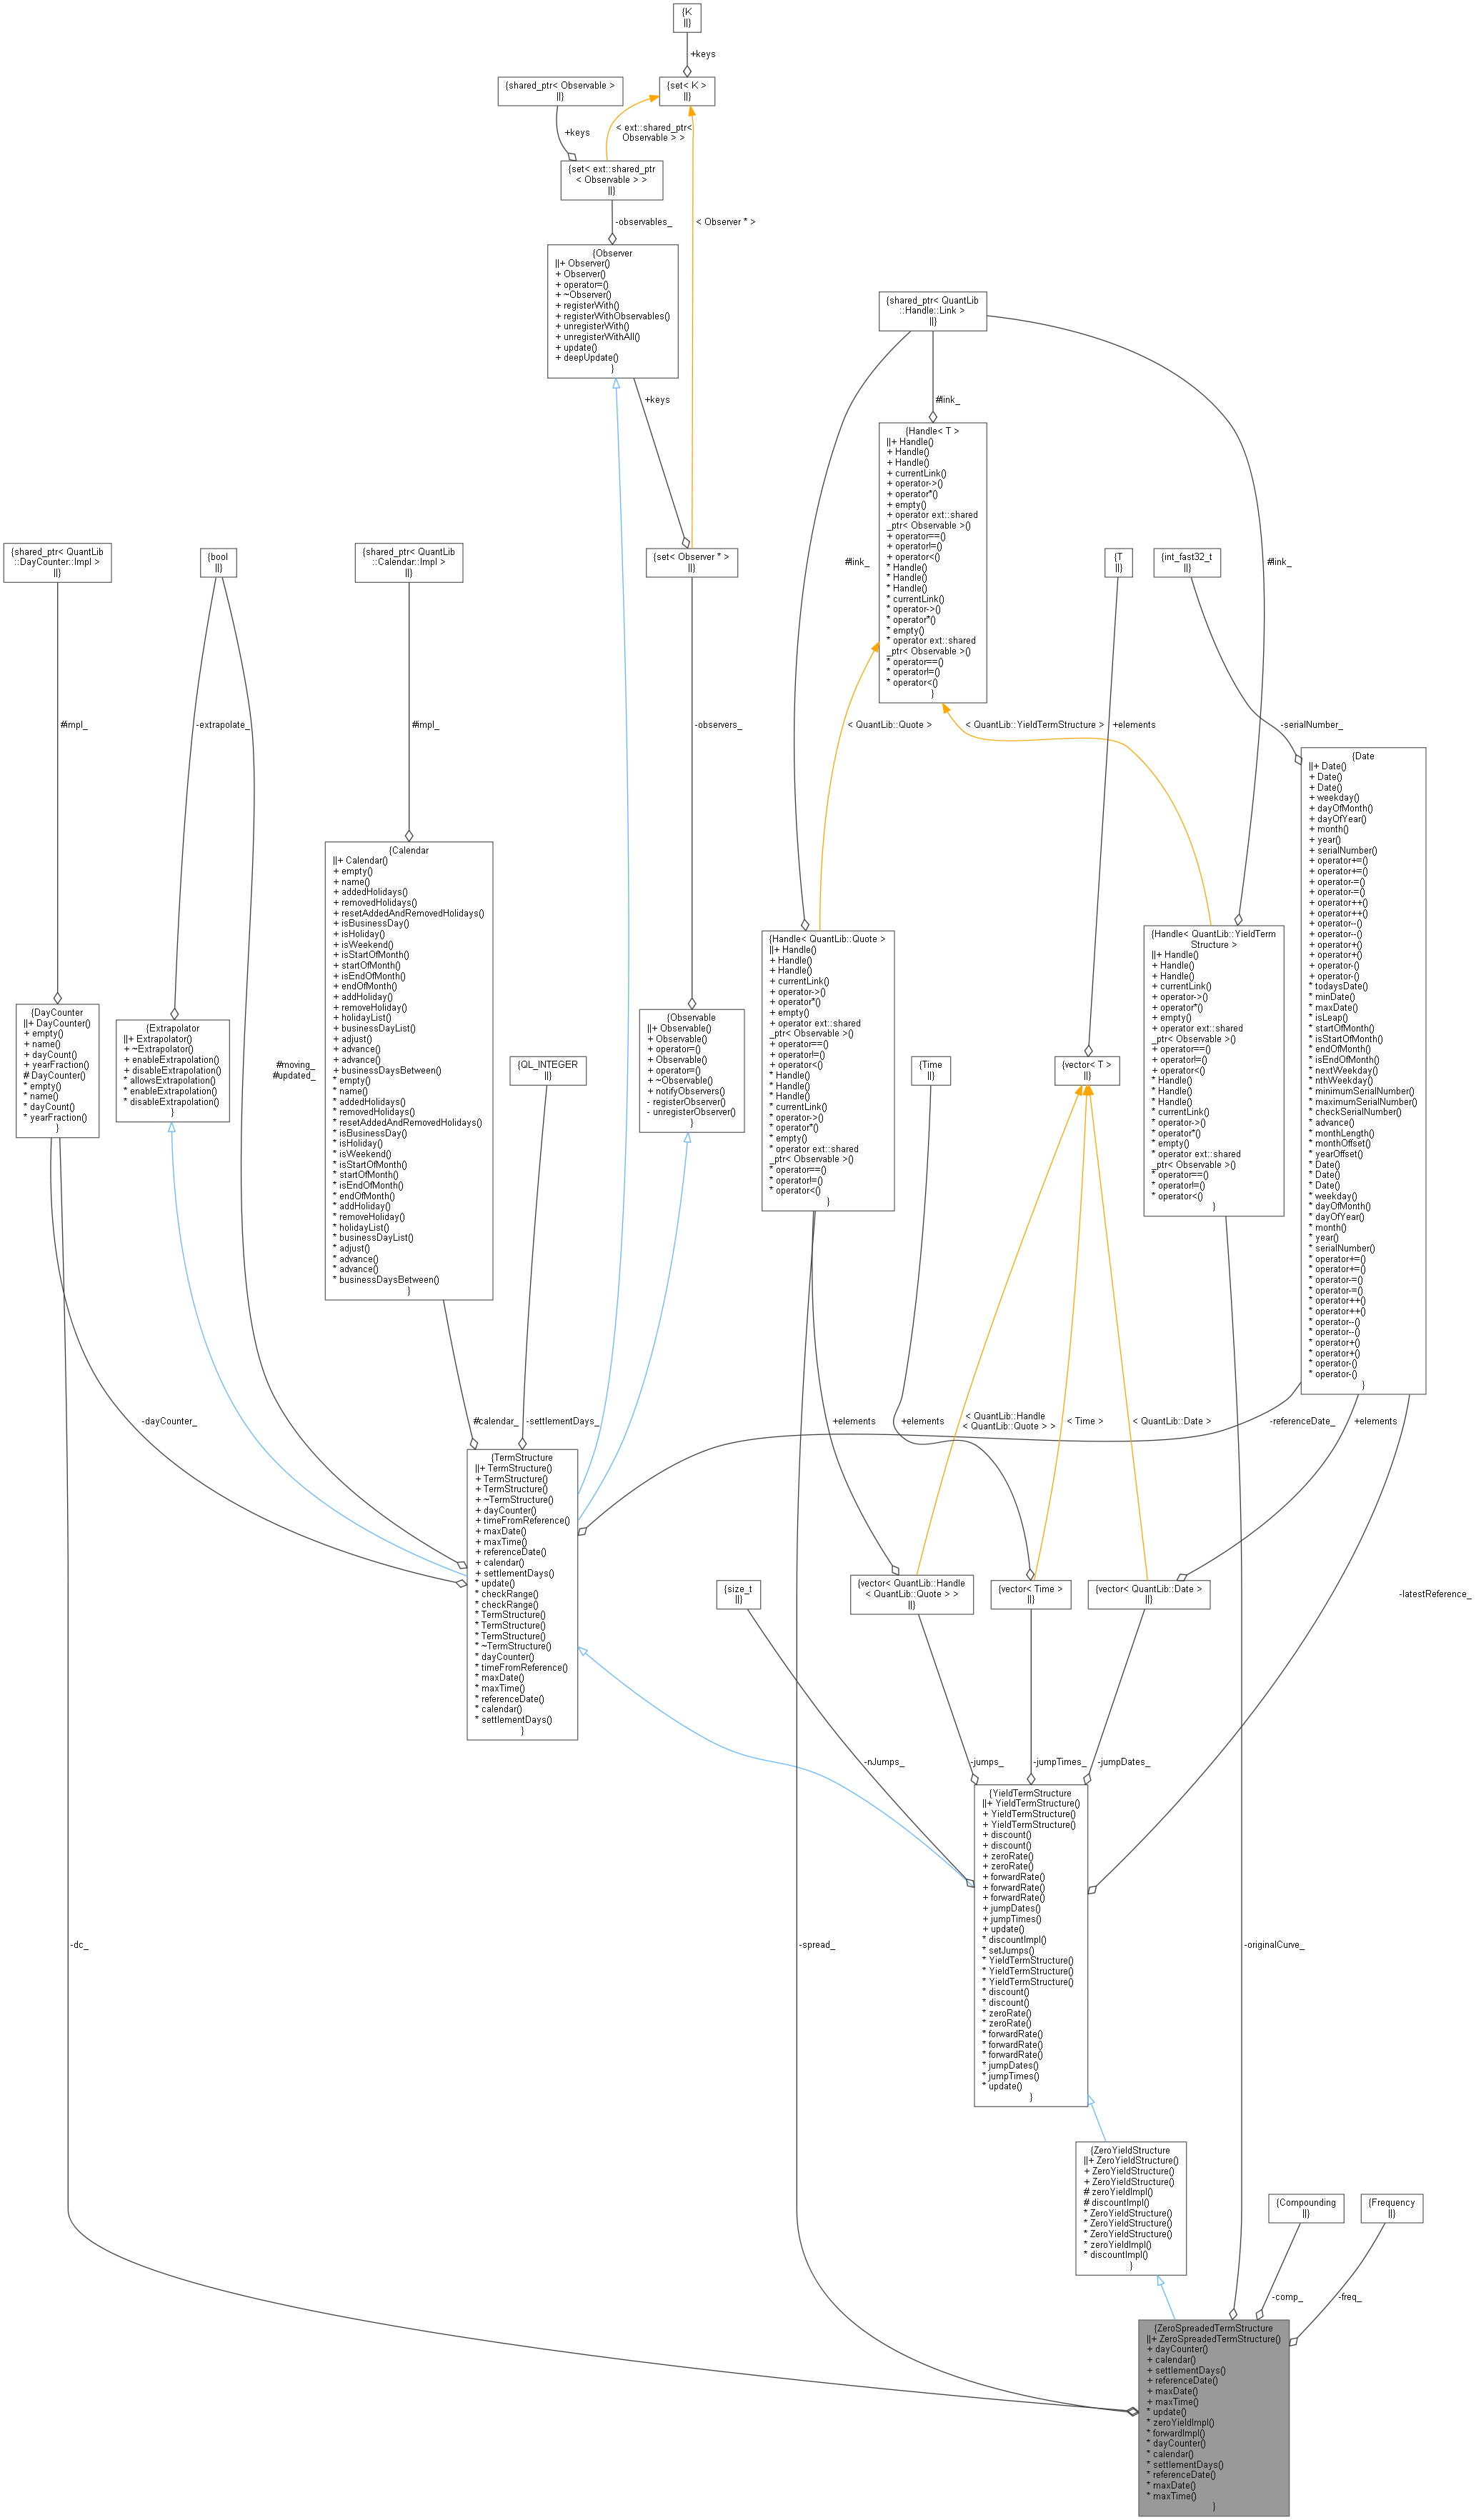 {K
||}
+keys
{shared_ptr< Observable >
||}
{set< K >
||}
+keys
< ext::shared_ptr<
Observable > >
{set< ext::shared_ptr
< Observable > >
||}
-observables_
< Observer * >
{Observer
||+ Observer()
+ Observer()
+ operator=()
+ ~Observer()
+ registerWith()
+ registerWithObservables()
+ unregisterWith()
+ unregisterWithAll()
+ update()
+ deepUpdate()
}
{shared_ptr< QuantLib
::Handle::Link >
||}
+keys
#link_
{Handle< T >
||+ Handle()
+ Handle()
+ Handle()
+ currentLink()
+ operator->()
+ operator*()
+ empty()
+ operator ext::shared
_ptr< Observable >()
+ operator==()
+ operator!=()
+ operator<()
* Handle()
* Handle()
* Handle()
* currentLink()
* operator->()
* operator*()
* empty()
* operator ext::shared
_ptr< Observable >()
* operator==()
* operator!=()
* operator<()
}
#link_
#link_
{shared_ptr< QuantLib
::DayCounter::Impl >
||}
{bool
||}
{shared_ptr< QuantLib
::Calendar::Impl >
||}
{set< Observer * >
||}
{T
||}
{int_fast32_t
||}
#impl_
-extrapolate_
#impl_
-observers_
< QuantLib::Quote >
< QuantLib::YieldTermStructure >
+elements
-serialNumber_
{Date
||+ Date()
+ Date()
+ Date()
+ weekday()
+ dayOfMonth()
+ dayOfYear()
+ month()
+ year()
+ serialNumber()
+ operator+=()
+ operator+=()
+ operator-=()
+ operator-=()
+ operator++()
+ operator++()
+ operator--()
+ operator--()
+ operator+()
+ operator+()
+ operator-()
+ operator-()
* todaysDate()
* minDate()
* maxDate()
* isLeap()
* startOfMonth()
* isStartOfMonth()
* endOfMonth()
* isEndOfMonth()
* nextWeekday()
* nthWeekday()
* minimumSerialNumber()
* maximumSerialNumber()
* checkSerialNumber()
* advance()
* monthLength()
* monthOffset()
* yearOffset()
* Date()
* Date()
* Date()
* weekday()
* dayOfMonth()
* dayOfYear()
* month()
* year()
* serialNumber()
* operator+=()
* operator+=()
* operator-=()
* operator-=()
* operator++()
* operator++()
* operator--()
* operator--()
* operator+()
* operator+()
* operator-()
* operator-()
}
{Calendar
||+ Calendar()
+ empty()
+ name()
+ addedHolidays()
+ removedHolidays()
+ resetAddedAndRemovedHolidays()
+ isBusinessDay()
+ isHoliday()
+ isWeekend()
+ isStartOfMonth()
+ startOfMonth()
+ isEndOfMonth()
+ endOfMonth()
+ addHoliday()
+ removeHoliday()
+ holidayList()
+ businessDayList()
+ adjust()
+ advance()
+ advance()
+ businessDaysBetween()
* empty()
* name()
* addedHolidays()
* removedHolidays()
* resetAddedAndRemovedHolidays()
* isBusinessDay()
* isHoliday()
* isWeekend()
* isStartOfMonth()
* startOfMonth()
* isEndOfMonth()
* endOfMonth()
* addHoliday()
* removeHoliday()
* holidayList()
* businessDayList()
* adjust()
* advance()
* advance()
* businessDaysBetween()
}
{Handle< QuantLib::Quote >
||+ Handle()
+ Handle()
+ Handle()
+ currentLink()
+ operator->()
+ operator*()
+ empty()
+ operator ext::shared
_ptr< Observable >()
+ operator==()
+ operator!=()
+ operator<()
* Handle()
* Handle()
* Handle()
* currentLink()
* operator->()
* operator*()
* empty()
* operator ext::shared
_ptr< Observable >()
* operator==()
* operator!=()
* operator<()
}
{Handle< QuantLib::YieldTerm
Structure >
||+ Handle()
+ Handle()
+ Handle()
+ currentLink()
+ operator->()
+ operator*()
+ empty()
+ operator ext::shared
_ptr< Observable >()
+ operator==()
+ operator!=()
+ operator<()
* Handle()
* Handle()
* Handle()
* currentLink()
* operator->()
* operator*()
* empty()
* operator ext::shared
_ptr< Observable >()
* operator==()
* operator!=()
* operator<()
}
{DayCounter
||+ DayCounter()
+ empty()
+ name()
+ dayCount()
+ yearFraction()
# DayCounter()
* empty()
* name()
* dayCount()
* yearFraction()
}
{Extrapolator
||+ Extrapolator()
+ ~Extrapolator()
+ enableExtrapolation()
+ disableExtrapolation()
* allowsExtrapolation()
* enableExtrapolation()
* disableExtrapolation()
}
#moving_
#updated_
{QL_INTEGER
||}
{Observable
||+ Observable()
+ Observable()
+ operator=()
+ Observable()
+ operator=()
+ ~Observable()
+ notifyObservers()
- registerObserver()
- unregisterObserver()
}
{Time
||}
{vector< T >
||}
-dayCounter_
#calendar_
-settlementDays_
+elements
+elements
< QuantLib::Handle
< QuantLib::Quote > >
< Time >
< QuantLib::Date >
-referenceDate_
+elements
{TermStructure
||+ TermStructure()
+ TermStructure()
+ TermStructure()
+ ~TermStructure()
+ dayCounter()
+ timeFromReference()
+ maxDate()
+ maxTime()
+ referenceDate()
+ calendar()
+ settlementDays()
* update()
* checkRange()
* checkRange()
* TermStructure()
* TermStructure()
* TermStructure()
* ~TermStructure()
* dayCounter()
* timeFromReference()
* maxDate()
* maxTime()
* referenceDate()
* calendar()
* settlementDays()
}
{size_t
||}
{vector< QuantLib::Handle
< QuantLib::Quote > >
||}
{vector< Time >
||}
{vector< QuantLib::Date >
||}
-latestReference_
-nJumps_
-jumps_
-jumpTimes_
-jumpDates_
{YieldTermStructure
||+ YieldTermStructure()
+ YieldTermStructure()
+ YieldTermStructure()
+ discount()
+ discount()
+ zeroRate()
+ zeroRate()
+ forwardRate()
+ forwardRate()
+ forwardRate()
+ jumpDates()
+ jumpTimes()
+ update()
* discountImpl()
* setJumps()
* YieldTermStructure()
* YieldTermStructure()
* YieldTermStructure()
* discount()
* discount()
* zeroRate()
* zeroRate()
* forwardRate()
* forwardRate()
* forwardRate()
* jumpDates()
* jumpTimes()
* update()
}
-dc_
-spread_
-originalCurve_
{ZeroYieldStructure
||+ ZeroYieldStructure()
+ ZeroYieldStructure()
+ ZeroYieldStructure()
# zeroYieldImpl()
# discountImpl()
* ZeroYieldStructure()
* ZeroYieldStructure()
* ZeroYieldStructure()
* zeroYieldImpl()
* discountImpl()
}
{Compounding
||}
{Frequency
||}
-comp_
-freq_
{ZeroSpreadedTermStructure
||+ ZeroSpreadedTermStructure()
+ dayCounter()
+ calendar()
+ settlementDays()
+ referenceDate()
+ maxDate()
+ maxTime()
* update()
* zeroYieldImpl()
* forwardImpl()
* dayCounter()
* calendar()
* settlementDays()
* referenceDate()
* maxDate()
* maxTime()
}